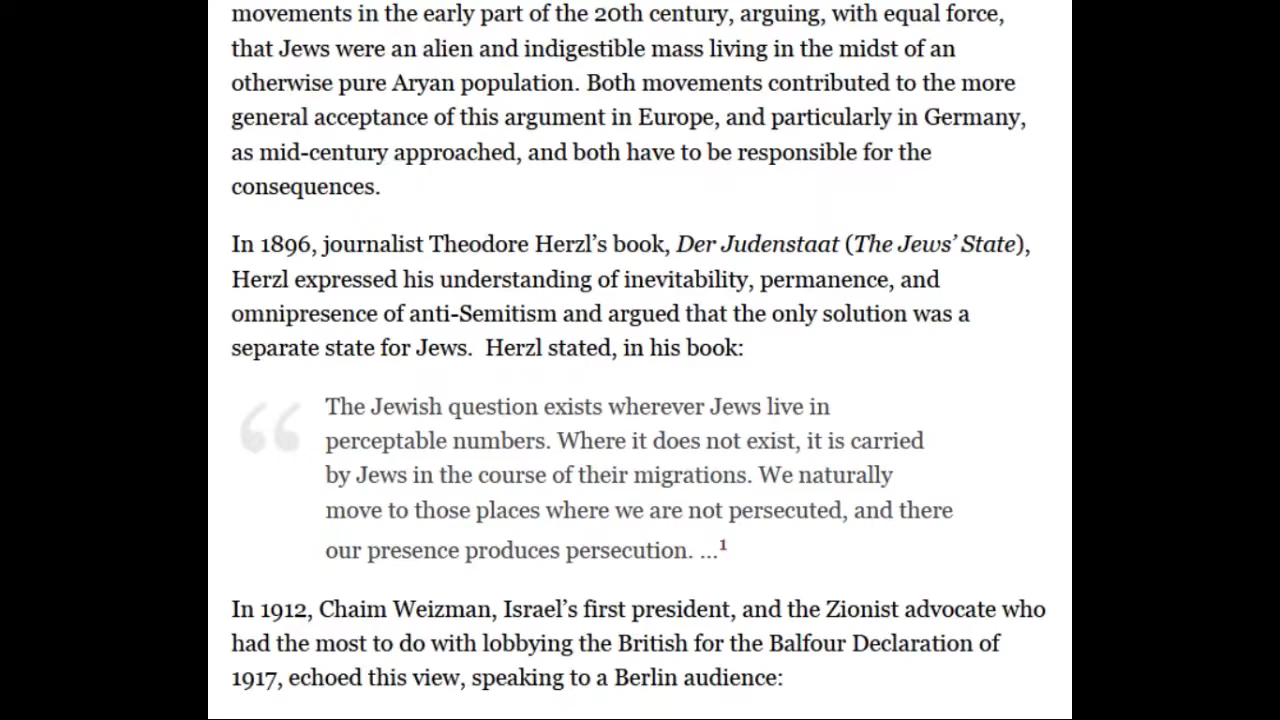 movements in the early part of the 20th century, arguing, with equal force,
that Jews were an alien and indigestible mass living in the midst of an
otherwise pure Aryan population. Both movements contributed to the more
general acceptance of this argument in Europe, and particularly in Germany,
as mid-century approached, and both have to be responsible for the
consequences.
In 1896, journalist Theodore Herzl’s book, Der Judenstaat (The Jews’ State),
Herzl expressed his understanding of inevitability, permanence, and
omnipresence of anti-Semitism and argued that the only solution was a
separate state for Jews.  Herzl stated, in his book:
“
The Jewish question exists wherever Jews live in
perceptable numbers. Where it does not exist, it is carried
by Jews in the course of their migrations. We naturally
move to those places where we are not persecuted, and there
our presence produces persecution. …1
In 1912, Chaim Weizman, Israel’s first president, and the Zionist advocate who
had the most to do with lobbying the British for the Balfour Declaration of
1917, echoed this view, speaking to a Berlin audience: